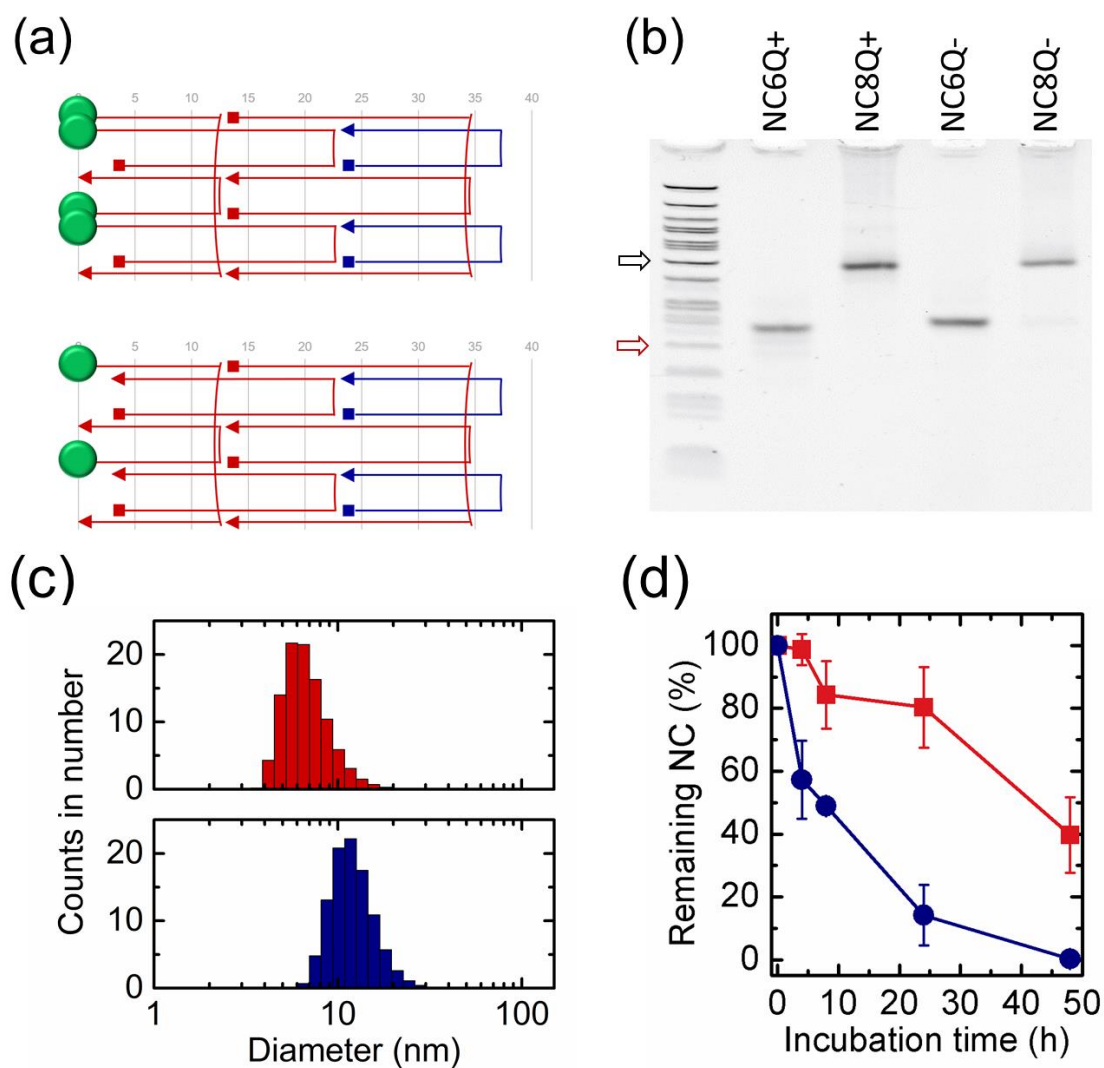 (a)
0 5 10 15 20 25 30 35 40
0 5 10 15 20 25 30 35 40
(b)
NC6Q+
NC8Q+
NC6Q-
NC8Q-
(c)
Counts in number
20
10
0
20
10
0
1 10 100
Diameter (nm)
(d)
Remaining NC (%)
100
80
60
40
20
0
0 10 20 30 40 50
Incubation time (h)